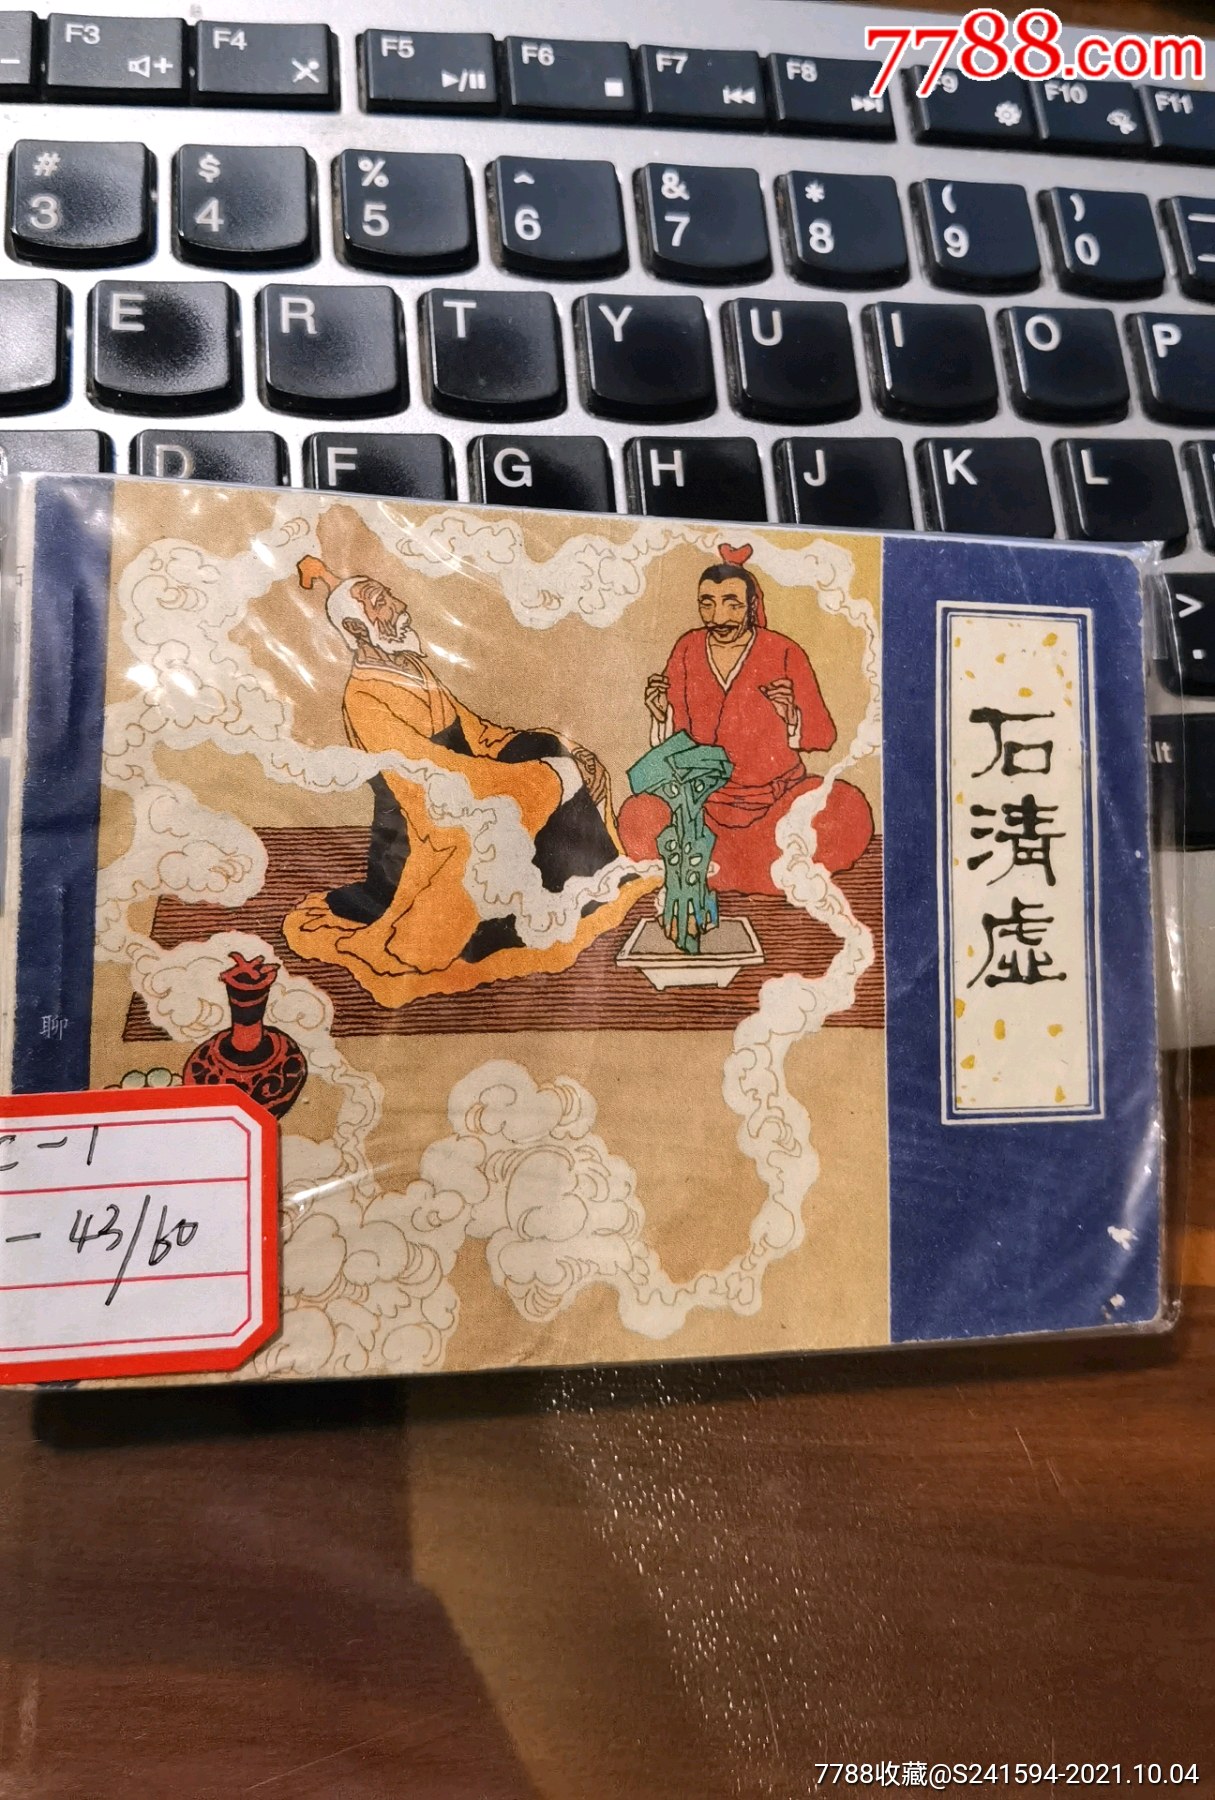 7788.com
F3 F4 F5 F6 F7 F8 F9 F10 F11
# $ % ^ & * ( )
3 4 5 6 7 8 9 0
E R T Y U I O P
D F G H J K L
>
.
石清虚
聊
c-1
- 43/60
7788收藏@S241594-2021.10.04